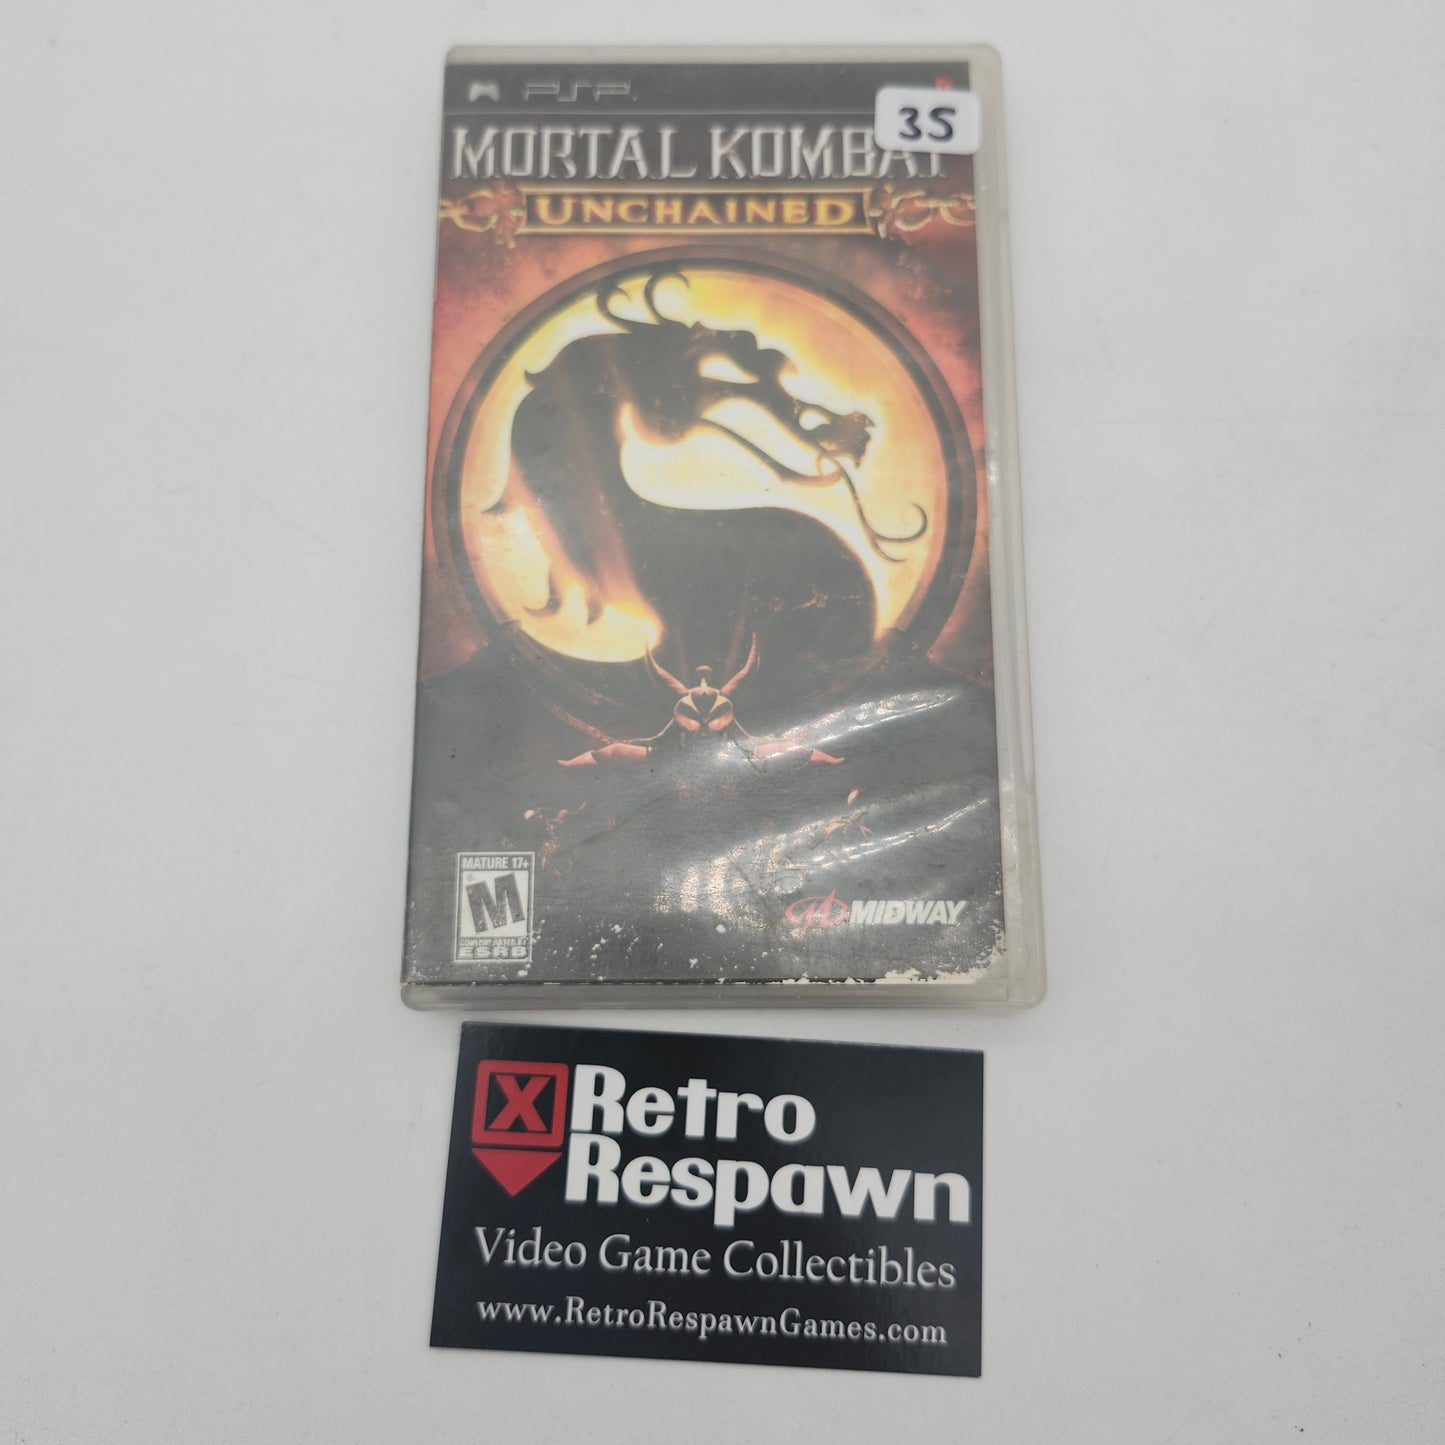 PSP
35
MORTAL KOMBAT
UNCHAINED
MATURE 17+
M
CONTENT RATED BY
ESRB
MIDWAY
X Retro
Respawn
Video Game Collectibles
www.RetroRespawnGames.com